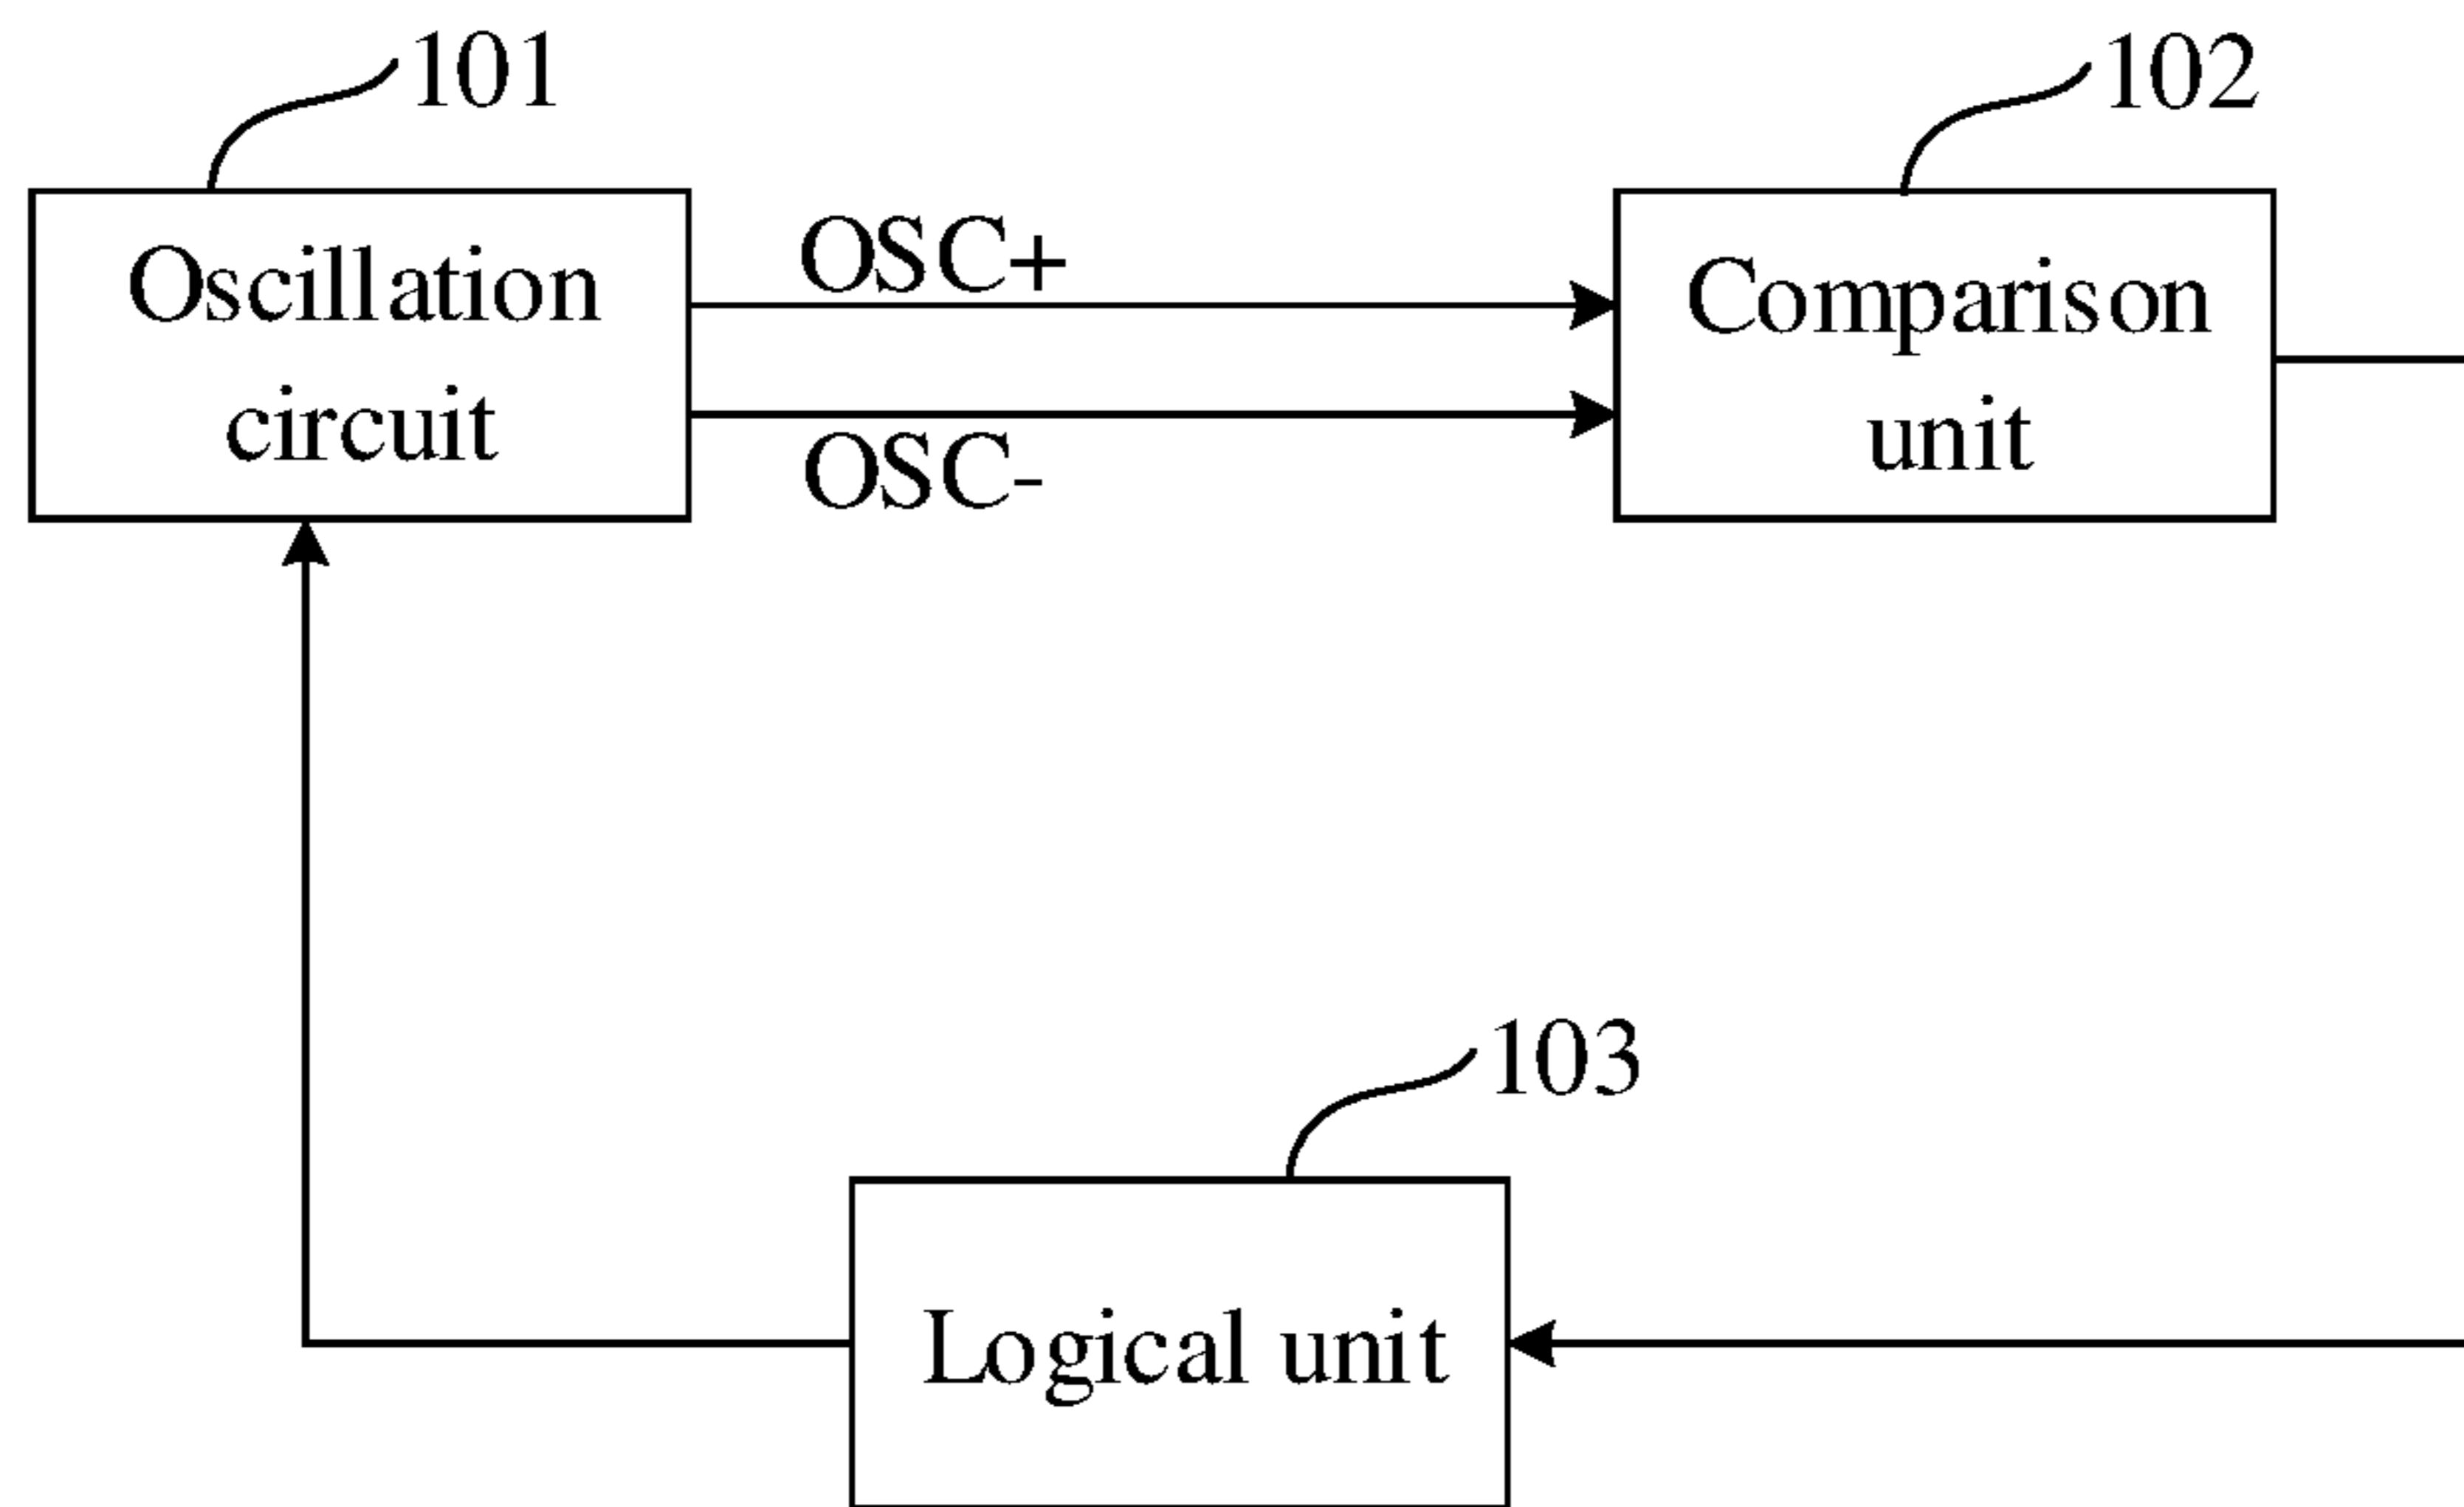 101
102
Oscillation
circuit
OSC+
OSC-
Comparison
unit
103
Logical unit